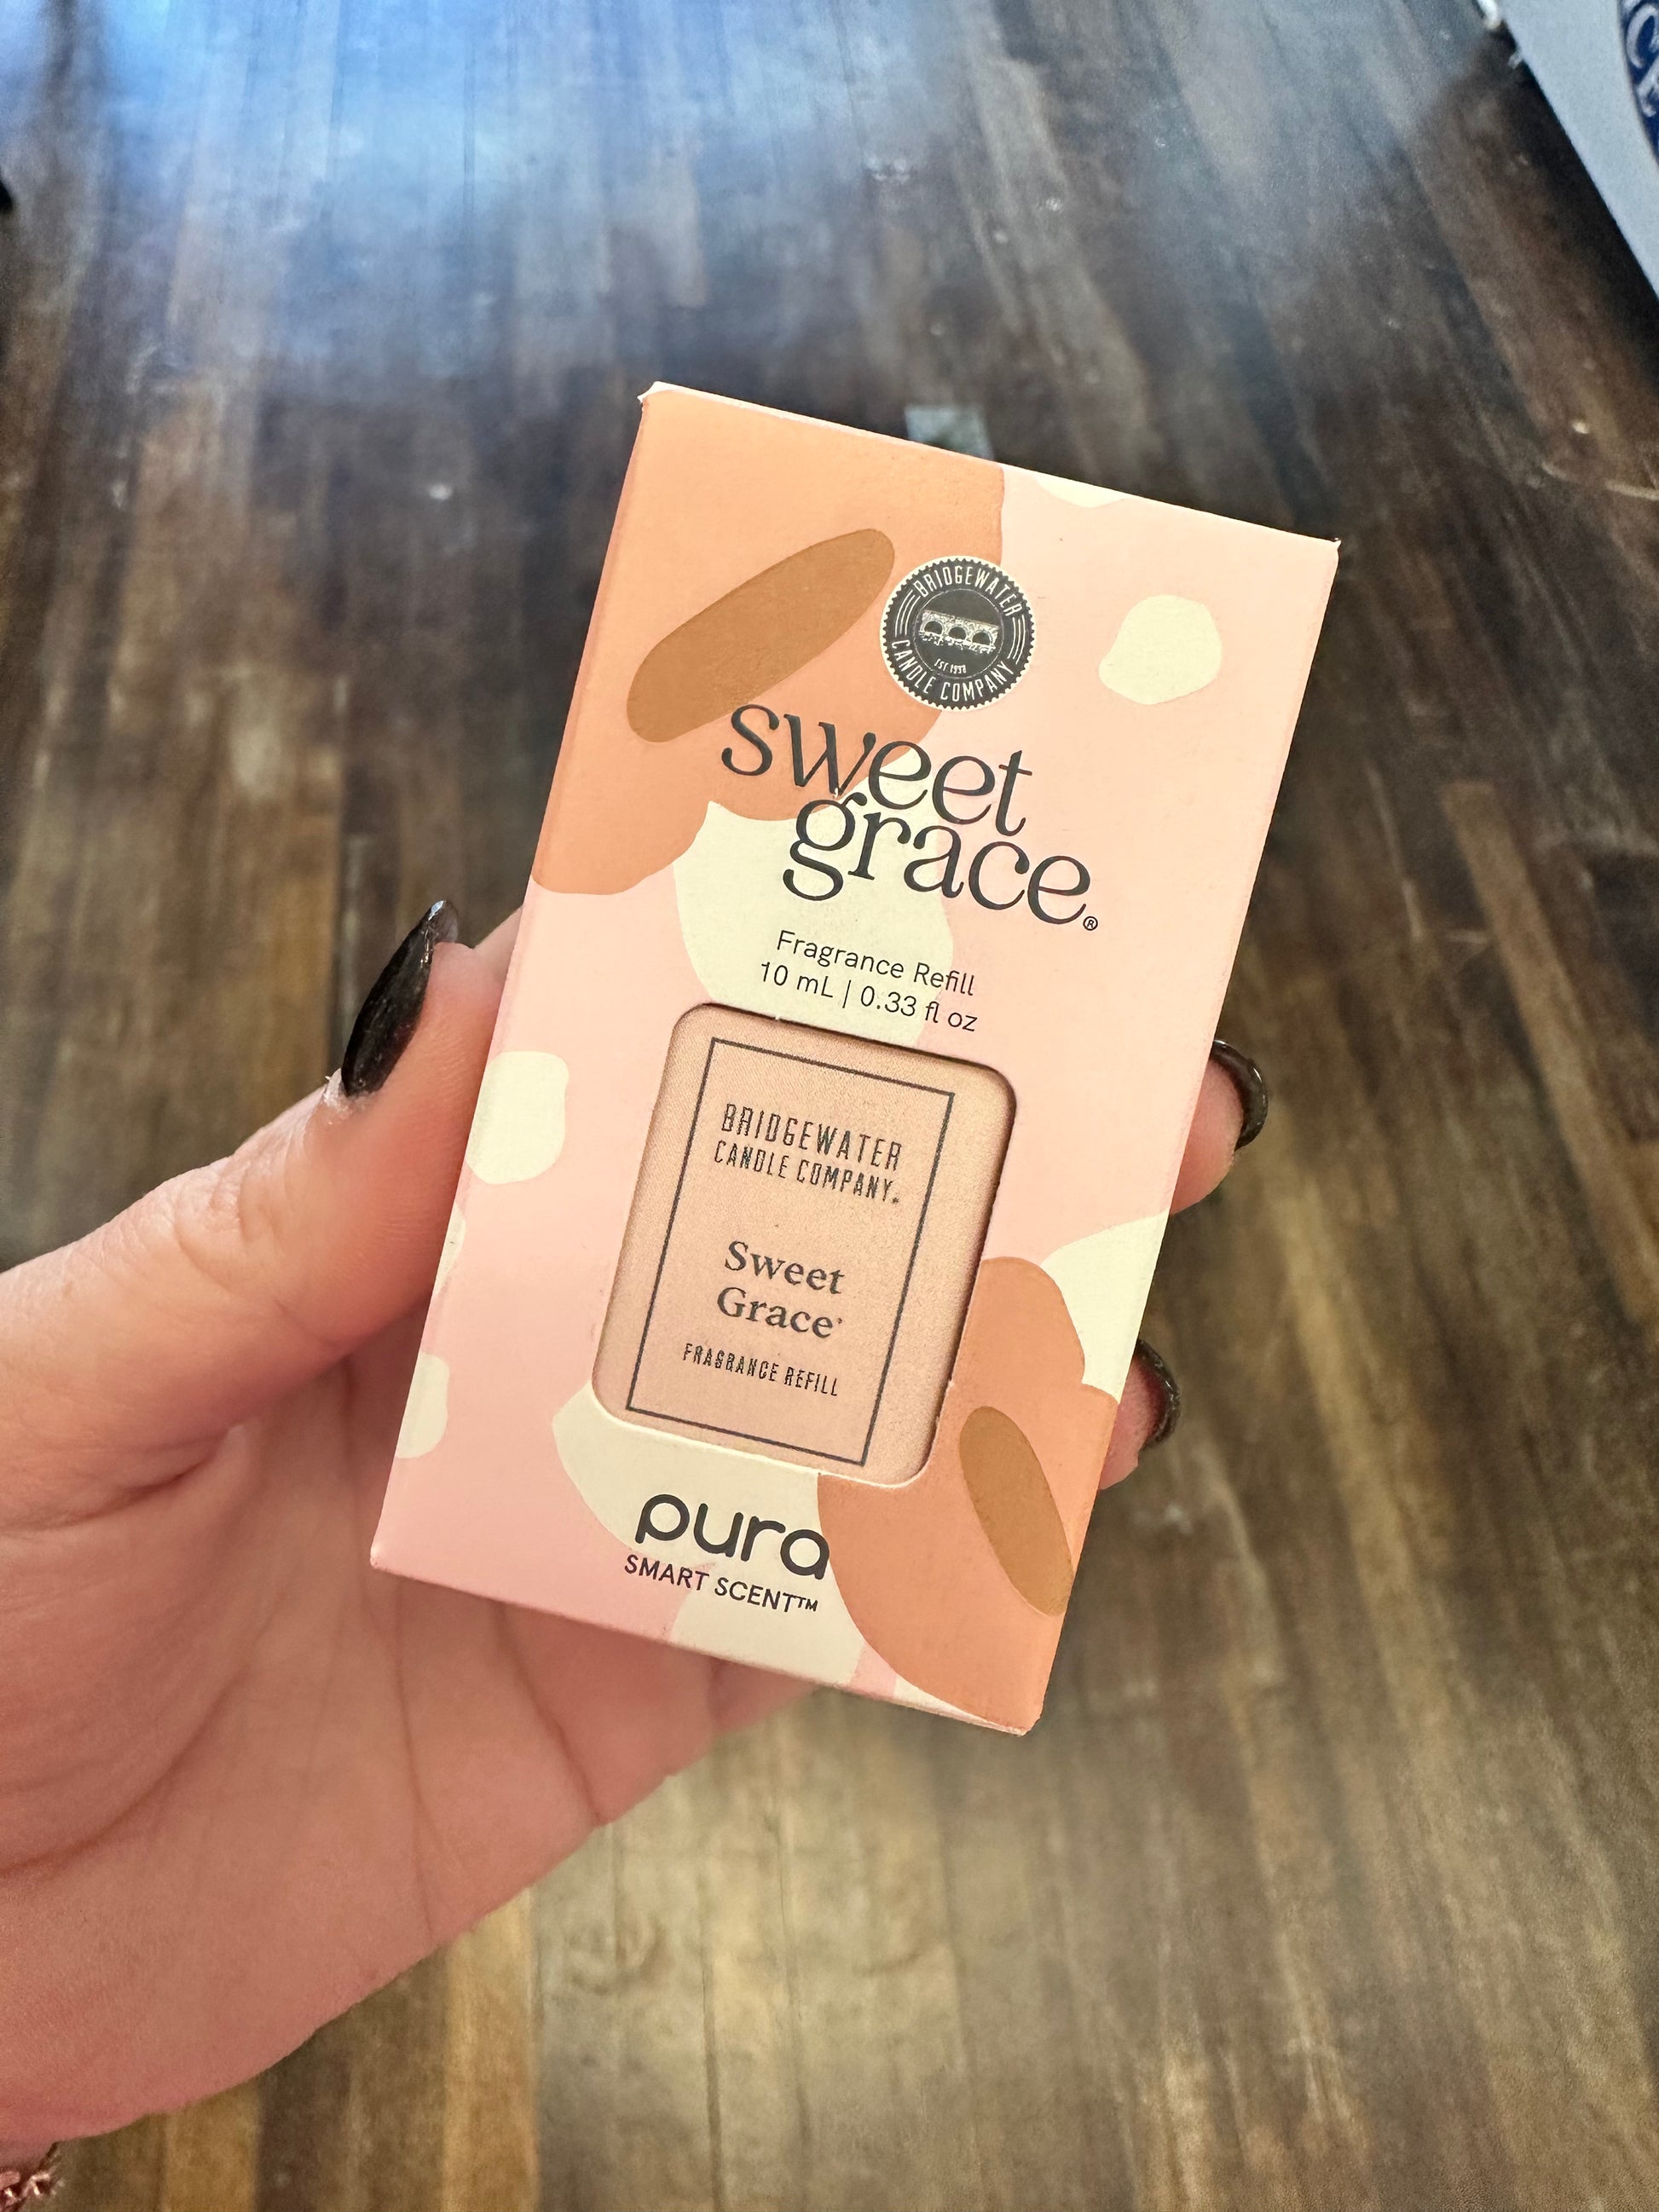 BRIDGEWATER
EST 1998
CANDLE COMPANY
sweet
grace®
Fragrance Refill
10 mL | 0.33 fl oz
BRIDGEWATER
CANDLE COMPANY
Sweet
Grace
FRAGRANCE REFILL
pura
SMART SCENT™